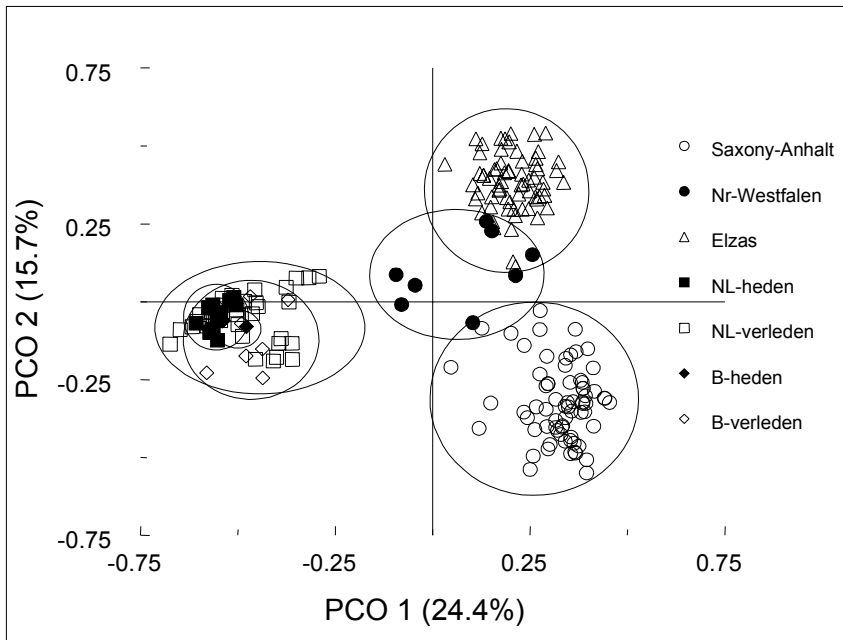 0.75
0.25
-0.25
-0.75
PCO 2 (15.7%)
-0.75
-0.25
0.25
0.75
PCO 1 (24.4%)
Saxony-Anhalt
Nr-Westfalen
Elzas
NL-heden
NL-verleden
B-heden
B-verleden